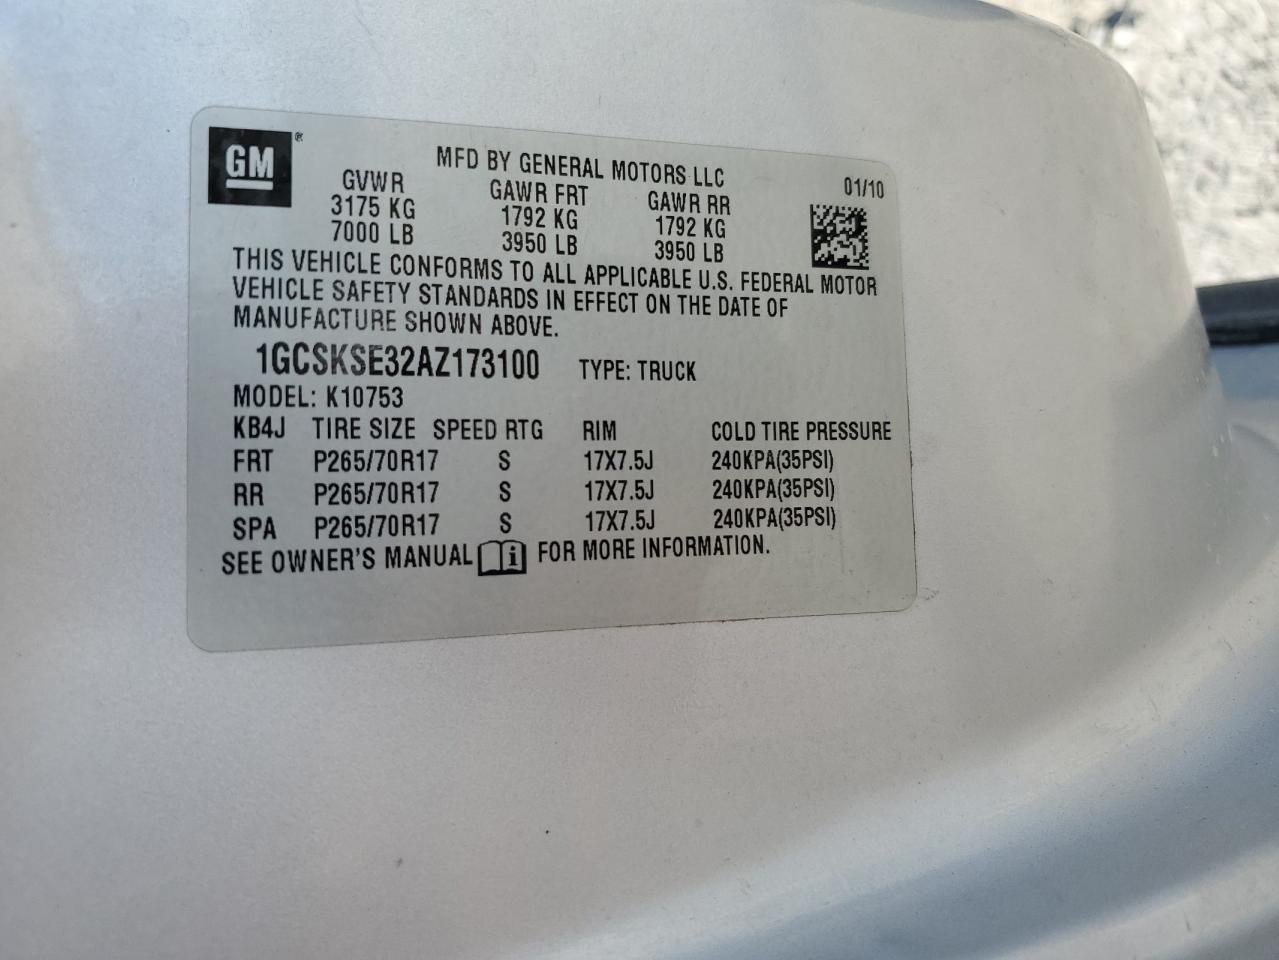 GM®
MFD BY GENERAL MOTORS LLC
01/10
GVWR GAWR FRT GAWR RR
3175 KG 1792 KG 1792 KG
7000 LB 3950 LB 3950 LB
THIS VEHICLE CONFORMS TO ALL APPLICABLE U.S. FEDERAL MOTOR
VEHICLE SAFETY STANDARDS IN EFFECT ON THE DATE OF
MANUFACTURE SHOWN ABOVE.
1GCSKSE32AZ173100 TYPE: TRUCK
MODEL: K10753
KB4J TIRE SIZE SPEED RTG RIM COLD TIRE PRESSURE
FRT P265/70R17 S 17X7.5J 240KPA(35PSI)
RR P265/70R17 S 17X7.5J 240KPA(35PSI)
SPA P265/70R17 S 17X7.5J 240KPA(35PSI)
SEE OWNER'S MANUAL i FOR MORE INFORMATION.